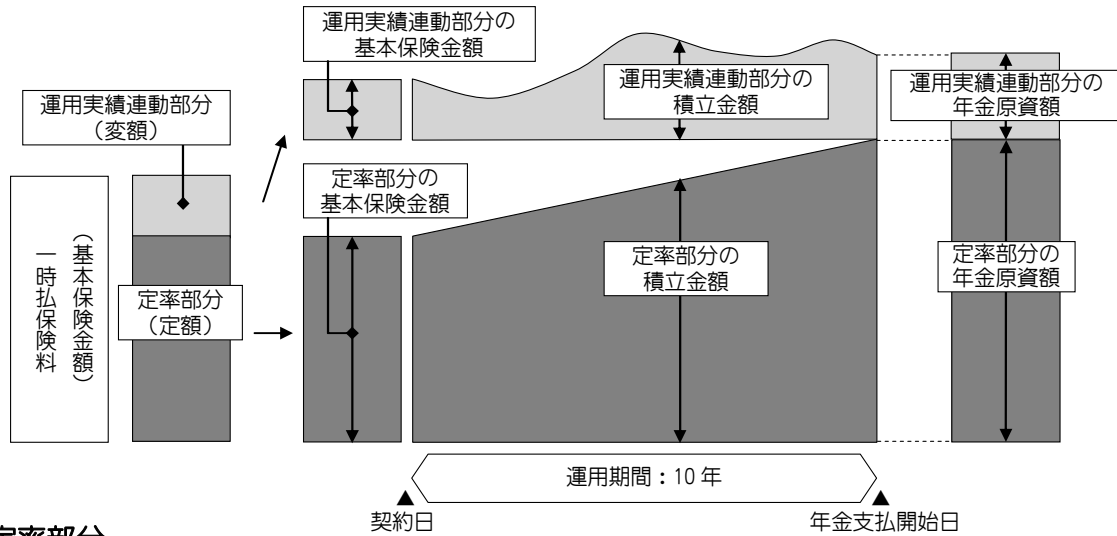 運用実績連動部分の
基本保険金額
運用実績連動部分
（変額）
運用実績連動部分の
積立金額
運用実績連動部分の
年金原資額
定率部分の
基本保険金額
一時払保険料
（基本保険金額）
定率部分
（定額）
定率部分の
積立金額
定率部分の
年金原資額
運用期間：10年
契約日
年金支払開始日
定率部分